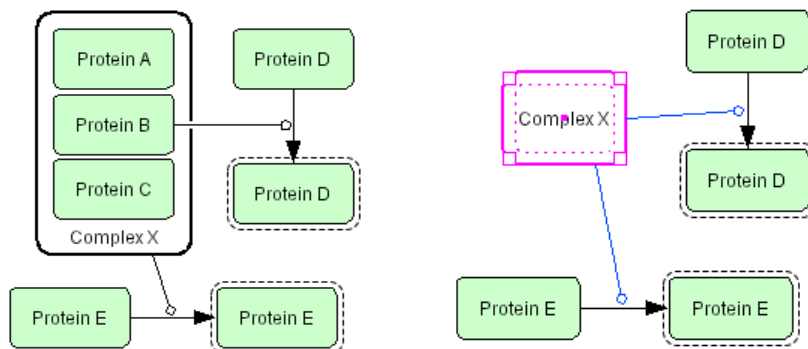 Protein A
Protein B
Protein C
Complex X
Protein D
Protein D
Protein E
Protein E
Complex X
Protein D
Protein D
Protein E
Protein E